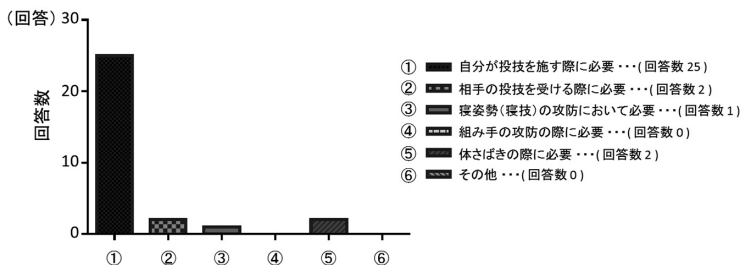 （回答）
30
20
10
0
回答数
① ② ③ ④ ⑤ ⑥
① 自分が投技を施す際に必要 ･･･( 回答数 25 )
② 相手の投技を受ける際に必要 ･･･( 回答数 2 )
③ 寝姿勢（寝技）の攻防において必要 ･･･( 回答数 1 )
④ 組み手の攻防の際に必要 ･･･( 回答数 0 )
⑤ 体さばきの際に必要 ･･･( 回答数 2 )
⑥ その他 ･･･( 回答数 0 )